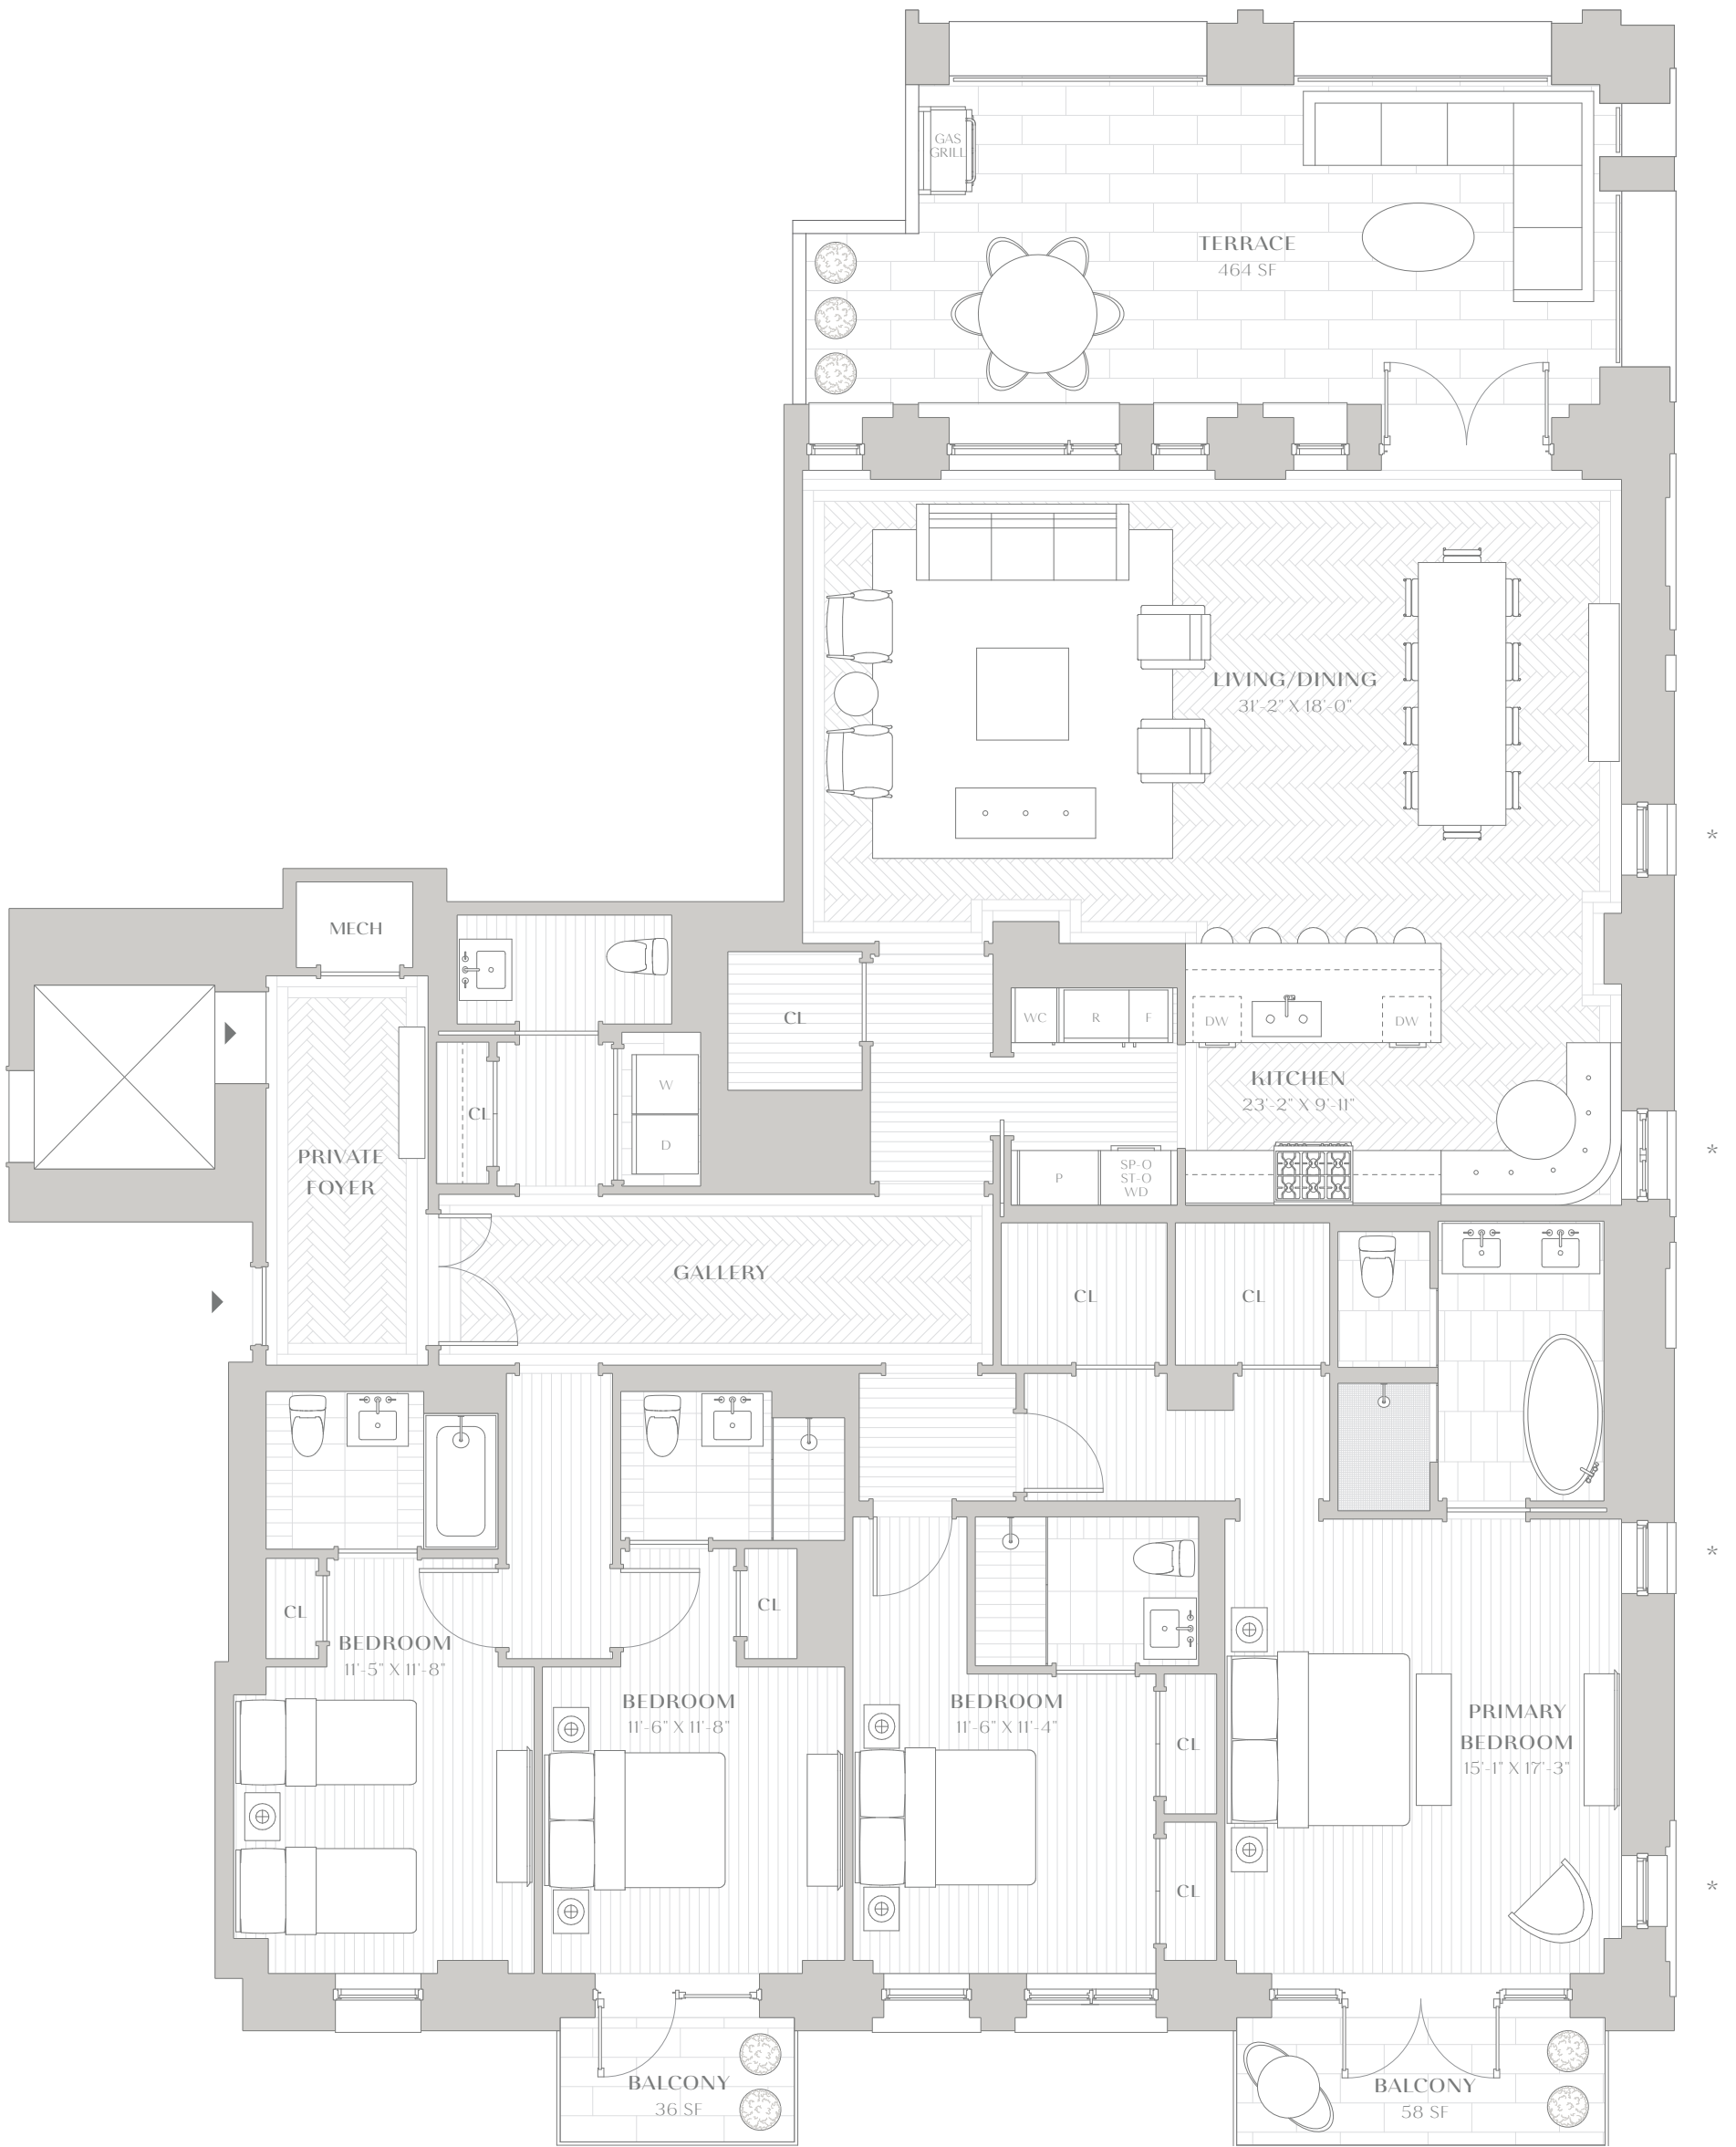 GAS
GRILL
TERRACE
464 SF
LIVING/DINING
31'-2" X 18'-0"
*
MECH
CL
WC
R
F
DW
DW
W
D
CL
KITCHEN
23'-2" X 9'-11"
PRIVATE
FOYER
P
SP-O
ST-O
WD
*
GALLERY
CL
CL
CL
CL
*
BEDROOM
11'-5" X 11'-8"
BEDROOM
11'-6" X 11'-8"
BEDROOM
11'-6" X 11'-4"
PRIMARY
BEDROOM
15'-1" X 17'-3"
CL
CL
*
BALCONY
36 SF
BALCONY
58 SF